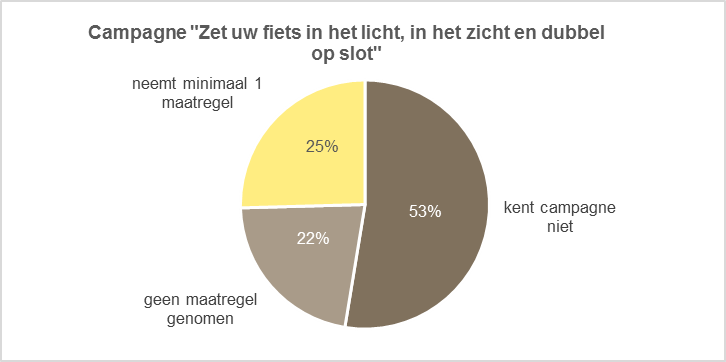 Campagne "Zet uw fiets in het licht, in het zicht en dubbel
op slot"
neemt minimaal 1
maatregel
25%
53%
kent campagne
niet
22%
geen maatregel
genomen